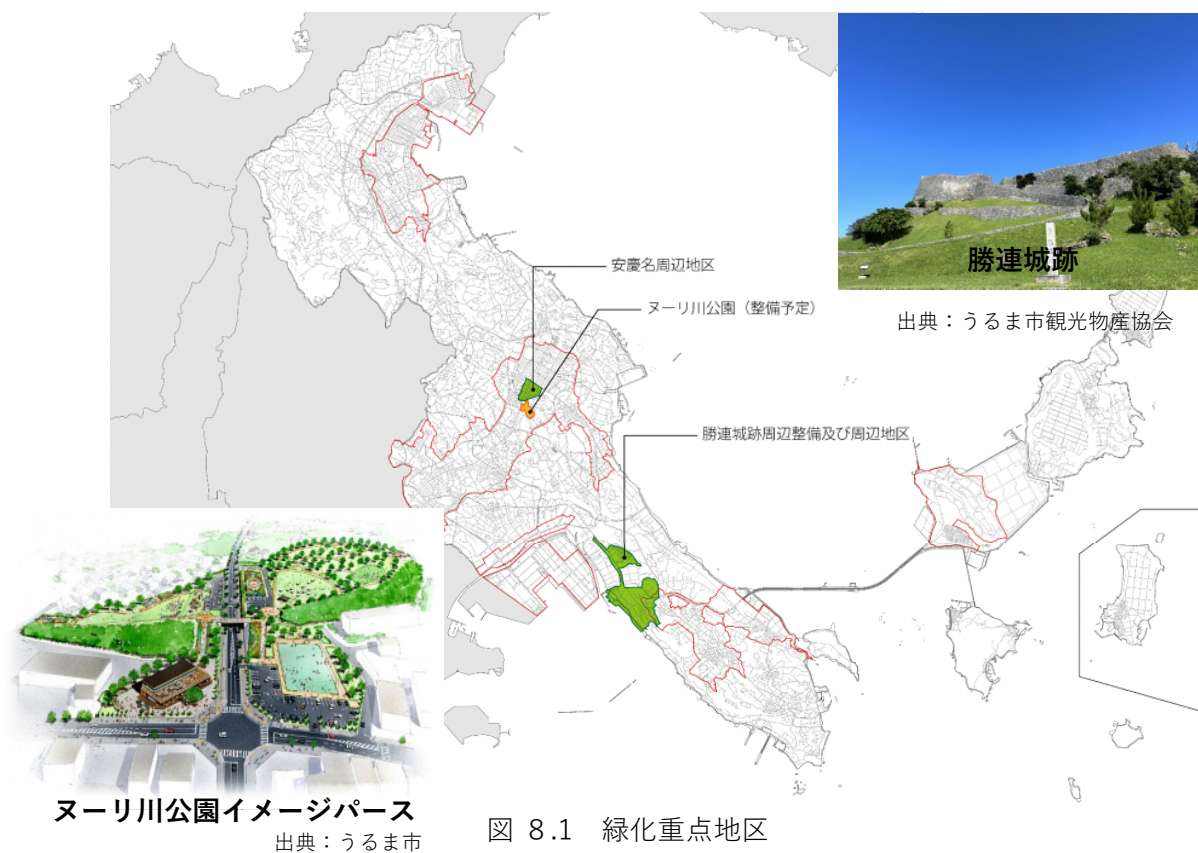 勝連城跡
出典：うるま市観光物産協会
安慶名周辺地区
ヌーリ川公園（整備予定）
勝連城跡周辺整備及び周辺地区
ヌーリ川公園イメージパース
出典：うるま市
図 8.1 緑化重点地区